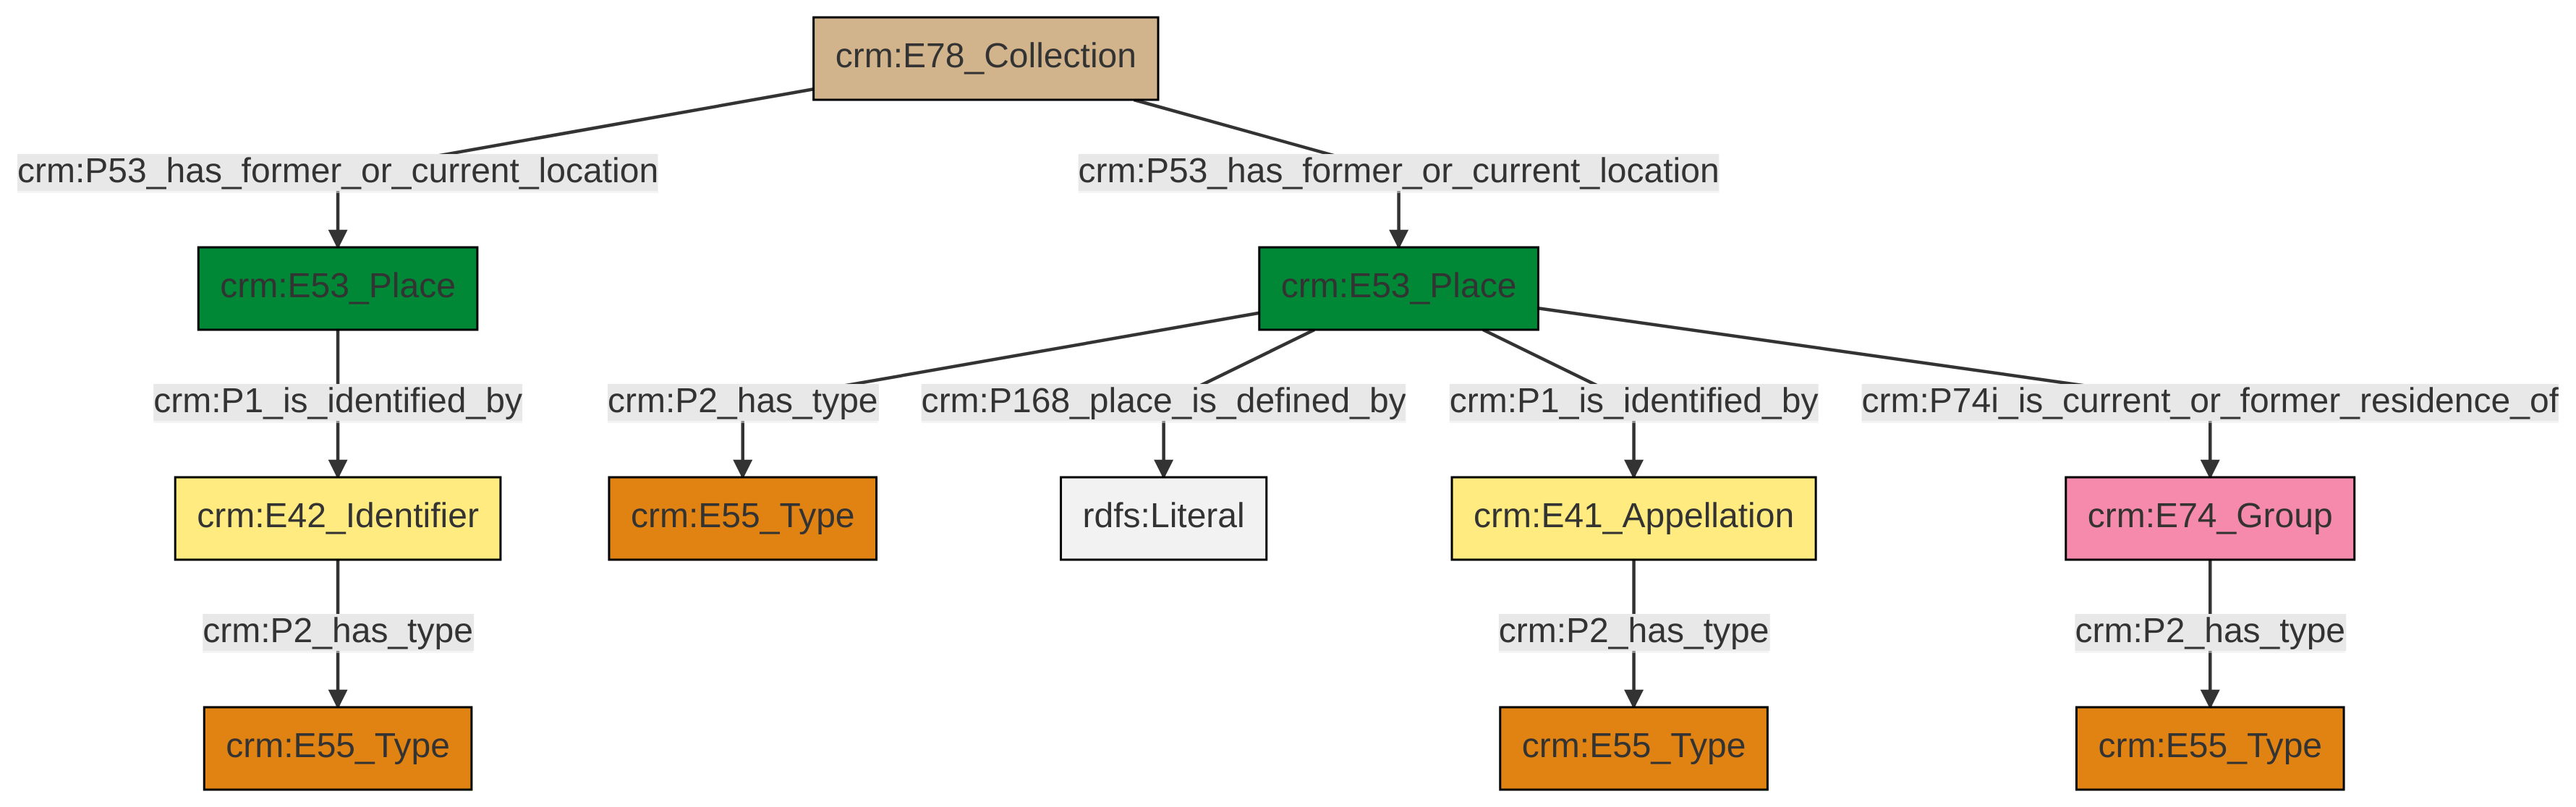 crm:E78_Collection
crm:P53_has_former_or_current_location
crm:P53_has_former_or_current_location
crm:E53_Place
crm:E53_Place
crm:P1_is_identified_by
crm:P2_has_type
crm:P168_place_is_defined_by
crm:P1_is_identified_by
crm:P74i_is_current_or_former_residence_of
crm:E42_Identifier
crm:E55_Type
rdfs:Literal
crm:E41_Appellation
crm:E74_Group
crm:P2_has_type
crm:P2_has_type
crm:P2_has_type
crm:E55_Type
crm:E55_Type
crm:E55_Type